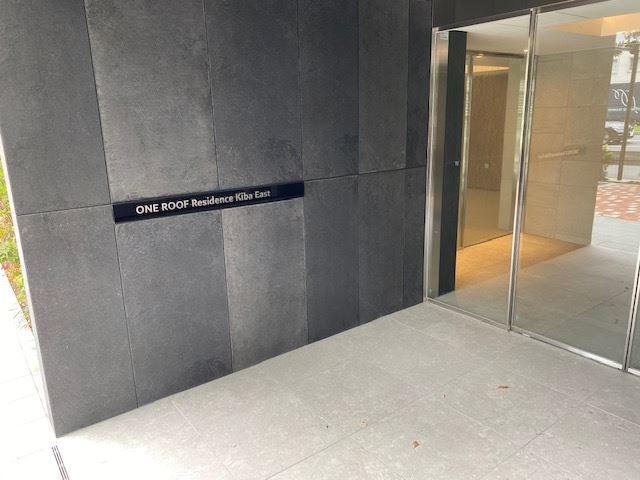 ONE ROOF Residence Kiba East